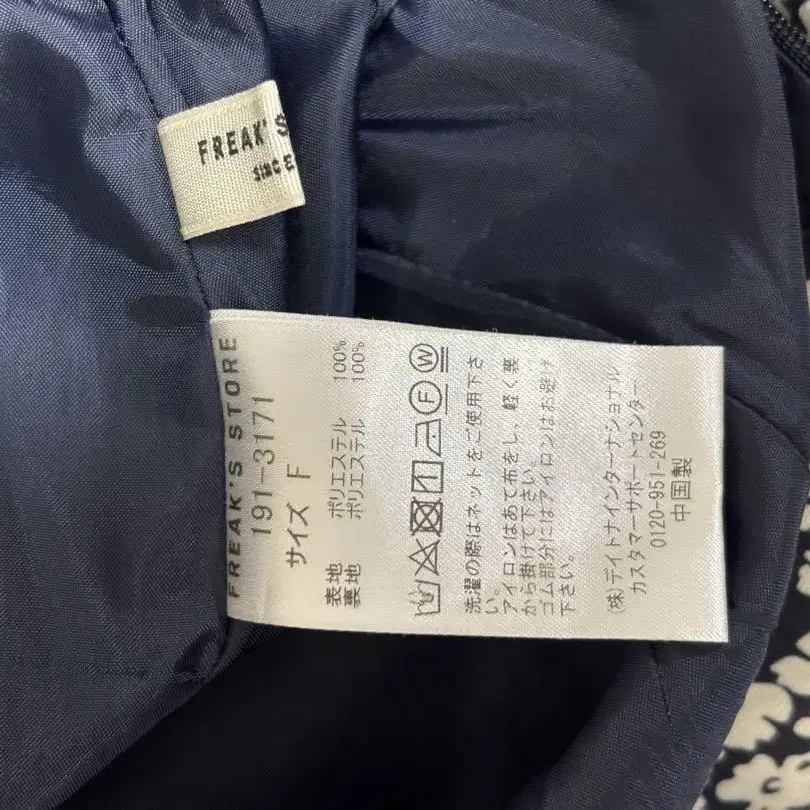 FREAK' S
SINCE
FREAK'S STORE
191-3171
サイズ F
表地 ポリエステル 100%
裏地 ポリエステル 100%
F W
洗濯の際はネットをご使用下さ
い。
アイロンはあて布をし、軽く裏
から掛けて下さい。
ゴム部分にはアイロンはお避け
下さい。
(株)デイトナインターナショナル
カスタマーサポートセンター
0120-951-269
中国製